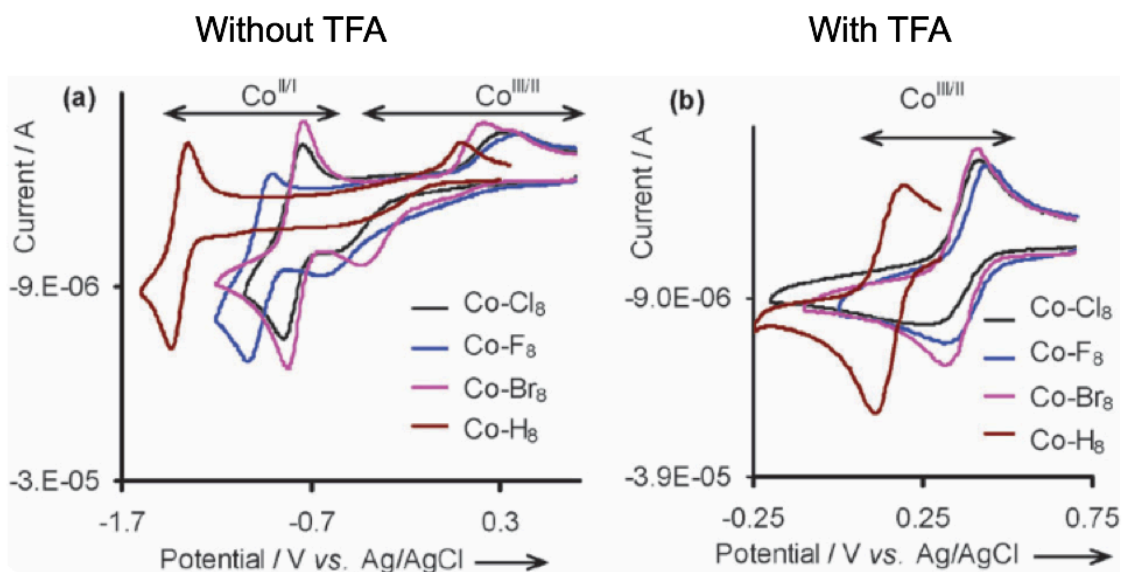 Without TFA
With TFA
(a)
Co^II/I
Co^III/II
Current / A
-9.E-06
-3.E-05
Co-Cl₈
Co-F₈
Co-Br₈
Co-H₈
-1.7
-0.7
0.3
Potential / V vs. Ag/AgCl
(b)
Co^III/II
Current / A
-9.0E-06
-3.9E-05
Co-Cl₈
Co-F₈
Co-Br₈
Co-H₈
-0.25
0.25
0.75
Potential / V vs. Ag/AgCl